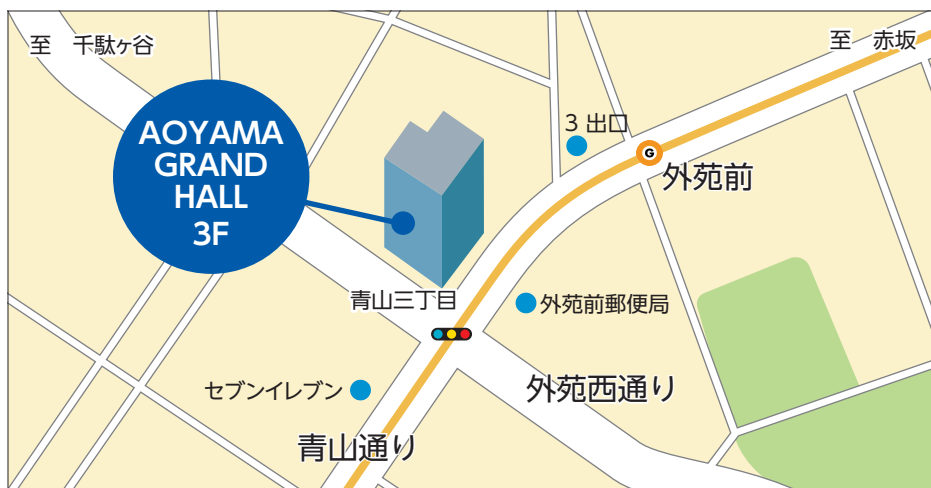 至 千駄ヶ谷
至 赤坂
AOYAMA
GRAND
HALL
3F
3 出口
G
外苑前
青山三丁目
外苑前郵便局
セブンイレブン
外苑西通り
青山通り